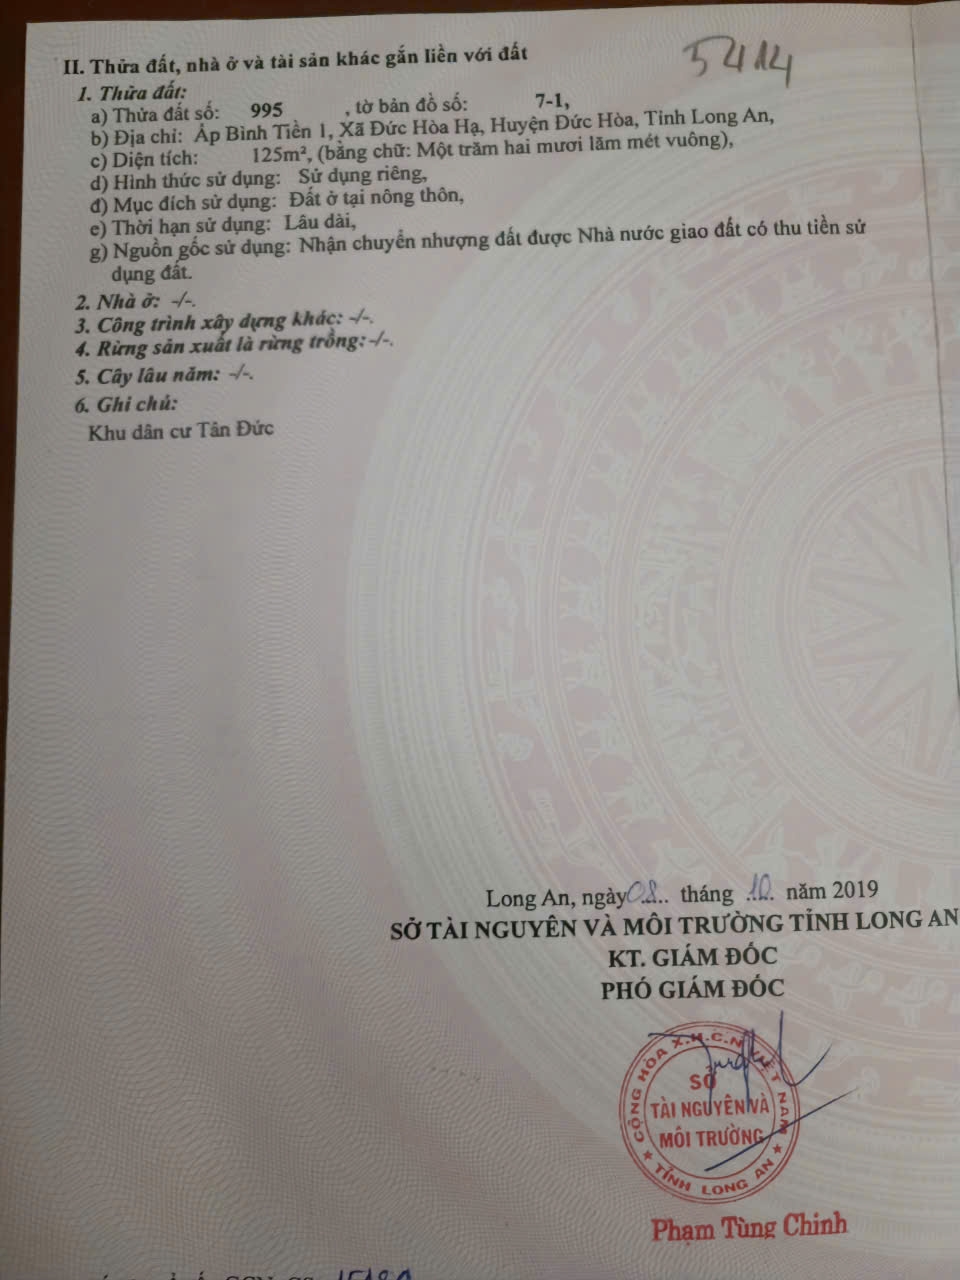 5414
II. Thửa đất, nhà ở và tài sản khác gắn liền với đất
1. Thửa đất:
a) Thửa đất số: 995 , tờ bản đồ số: 7-1,
b) Địa chỉ: Ấp Bình Tiền 1, Xã Đức Hòa Hạ, Huyện Đức Hòa, Tỉnh Long An,
c) Diện tích: 125m², (bằng chữ: Một trăm hai mươi lăm mét vuông),
d) Hình thức sử dụng: Sử dụng riêng,
đ) Mục đích sử dụng: Đất ở tại nông thôn,
e) Thời hạn sử dụng: Lâu dài,
g) Nguồn gốc sử dụng: Nhận chuyển nhượng đất được Nhà nước giao đất có thu tiền sử
dụng đất.
2. Nhà ở: -/-.
3. Công trình xây dựng khác: -/-.
4. Rừng sản xuất là rừng trồng: -/-.
5. Cây lâu năm: -/-.
6. Ghi chú:
Khu dân cư Tân Đức
Long An, ngày 08 tháng 10 năm 2019
SỞ TÀI NGUYÊN VÀ MÔI TRƯỜNG TỈNH LONG AN
KT. GIÁM ĐỐC
PHÓ GIÁM ĐỐC
CỘNG HÒA X.H.C.N VIỆT NAM
SỞ
TÀI NGUYÊN VÀ
MÔI TRƯỜNG
★ TỈNH LONG AN ★
Phạm Tùng Chinh